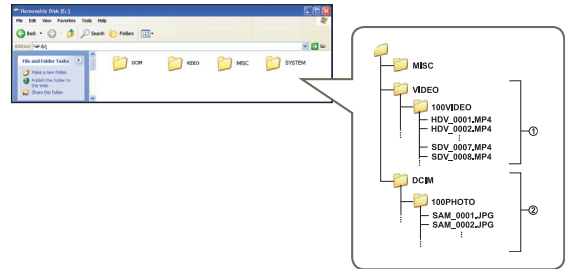 Removable Disk (G:)
File Edit View Favorites Tools Help
Back Search Folders
Address G:\ Go
File and Folder Tasks
Make a new folder
Publish this folder to the Web
Share this folder
DCIM VIDEO MISC SYSTEM
MISC
VIDEO
100VIDEO
HDV_0001.MP4
HDV_0002.MP4
①
SDV_0007.MP4
SDV_0008.MP4
DCIM
100PHOTO
②
SAM_0001.JPG
SAM_0002.JPG